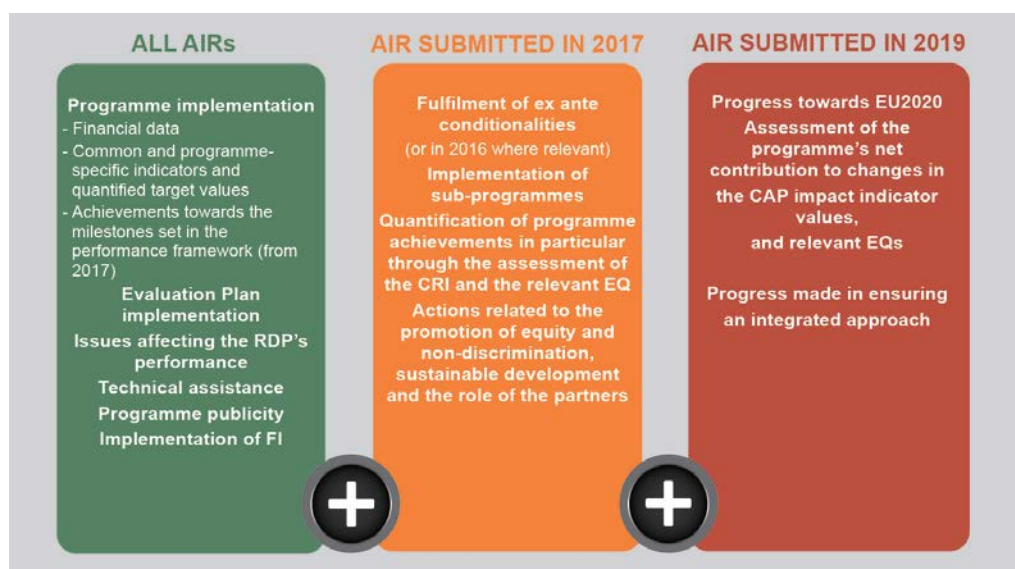 ALL AIRs
Programme implementation
- Financial data
- Common and programme-
specific indicators and
quantified target values
- Achievements towards the
milestones set in the
performance framework (from
2017)
Evaluation Plan
implementation
Issues affecting the RDP's
performance
Technical assistance
Programme publicity
Implementation of FI
AIR SUBMITTED IN 2017
Fulfilment of ex ante
conditionalities
(or in 2016 where relevant)
Implementation of
sub-programmes
Quantification of programme
achievements in particular
through the assessment of
the CRI and the relevant EQ
Actions related to the
promotion of equity and
non-discrimination,
sustainable development
and the role of the partners
AIR SUBMITTED IN 2019
Progress towards EU2020
Assessment of the
programme's net
contribution to changes in
the CAP impact indicator
values,
and relevant EQs
Progress made in ensuring
an integrated approach